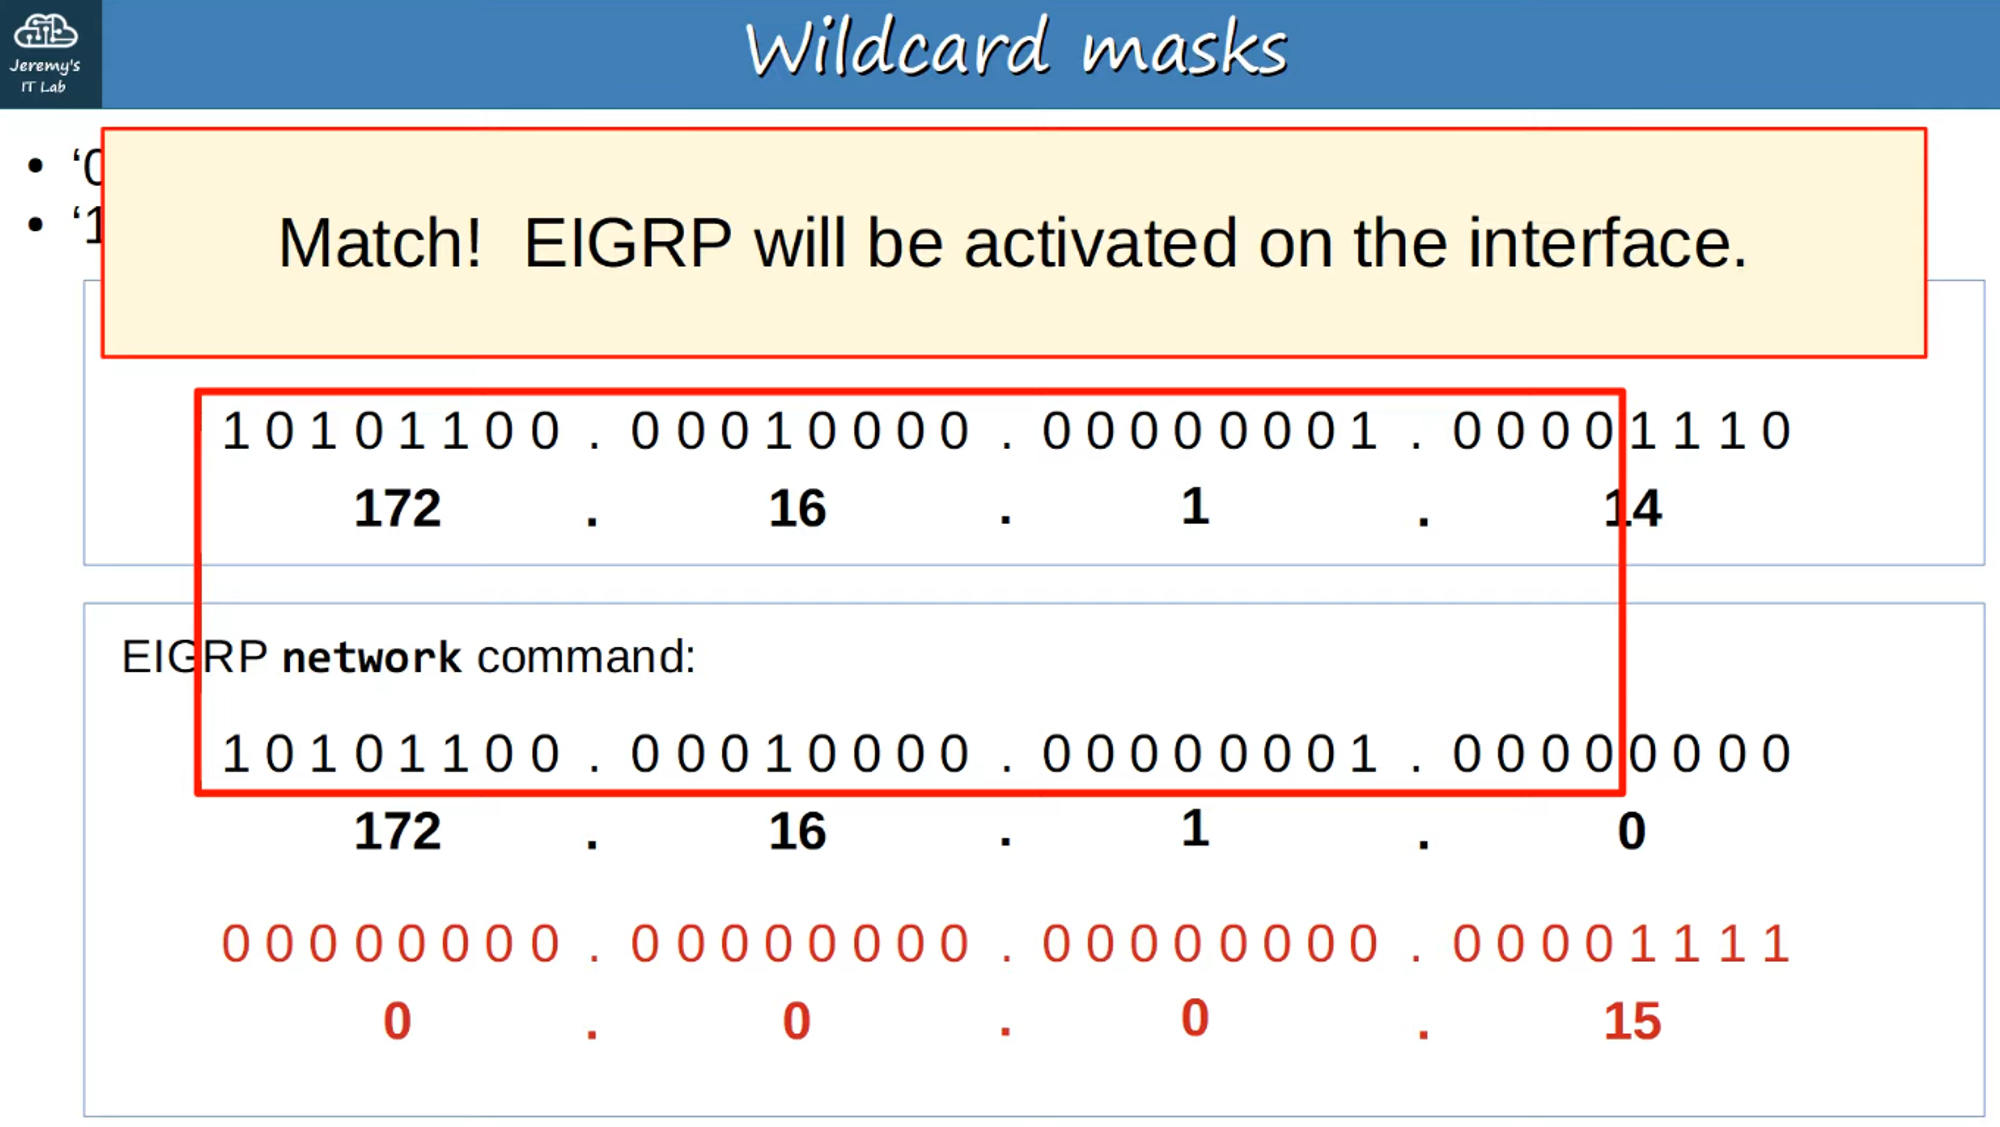 Jeremy's
IT Lab
Wildcard masks
• ‘0
• ‘1
Match! EIGRP will be activated on the interface.
1 0 1 0 1 1 0 0 . 0 0 0 1 0 0 0 0 . 0 0 0 0 0 0 0 1 . 0 0 0 0 1 1 1 0
172 . 16 . 1 . 14
EIGRP network command:
1 0 1 0 1 1 0 0 . 0 0 0 1 0 0 0 0 . 0 0 0 0 0 0 0 1 . 0 0 0 0 0 0 0 0
172 . 16 . 1 . 0
0 0 0 0 0 0 0 0 . 0 0 0 0 0 0 0 0 . 0 0 0 0 0 0 0 0 . 0 0 0 0 1 1 1 1
0 . 0 . 0 . 15